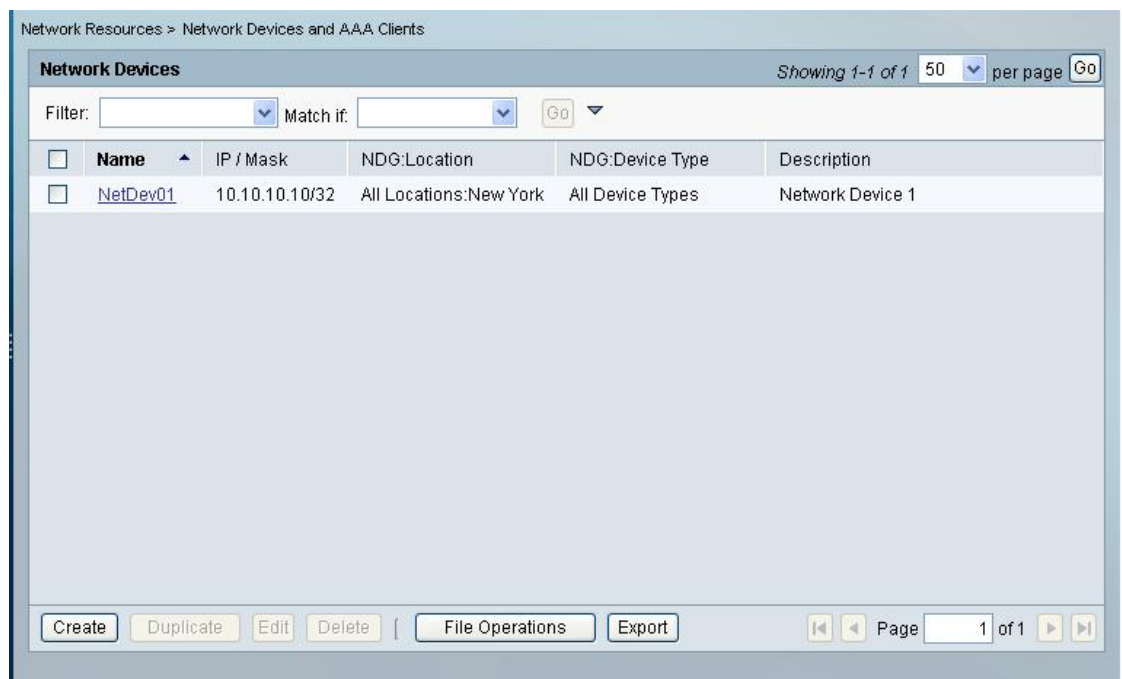 Network Resources > Network Devices and AAA Clients
Network Devices Showing 1-1 of 1 50 per page Go
Filter: Match if: Go
Name IP / Mask NDG:Location NDG:Device Type Description
NetDev01 10.10.10.10/32 All Locations:New York All Device Types Network Device 1
Create Duplicate Edit Delete | File Operations Export Page 1 of 1